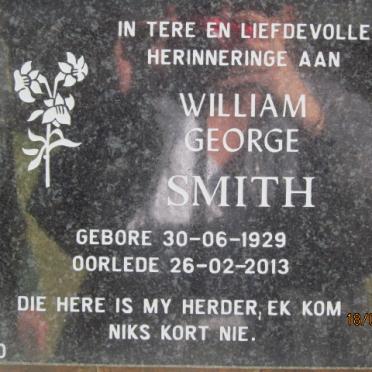 IN TERE EN LIEFDEVOLLE
HERINNERINGE AAN
WILLIAM
GEORGE
SMITH
GEBORE 30-06-1929
OORLEDE 26-02-2013
DIE HERE IS MY HERDER, EK KOM
NIKS KORT NIE.